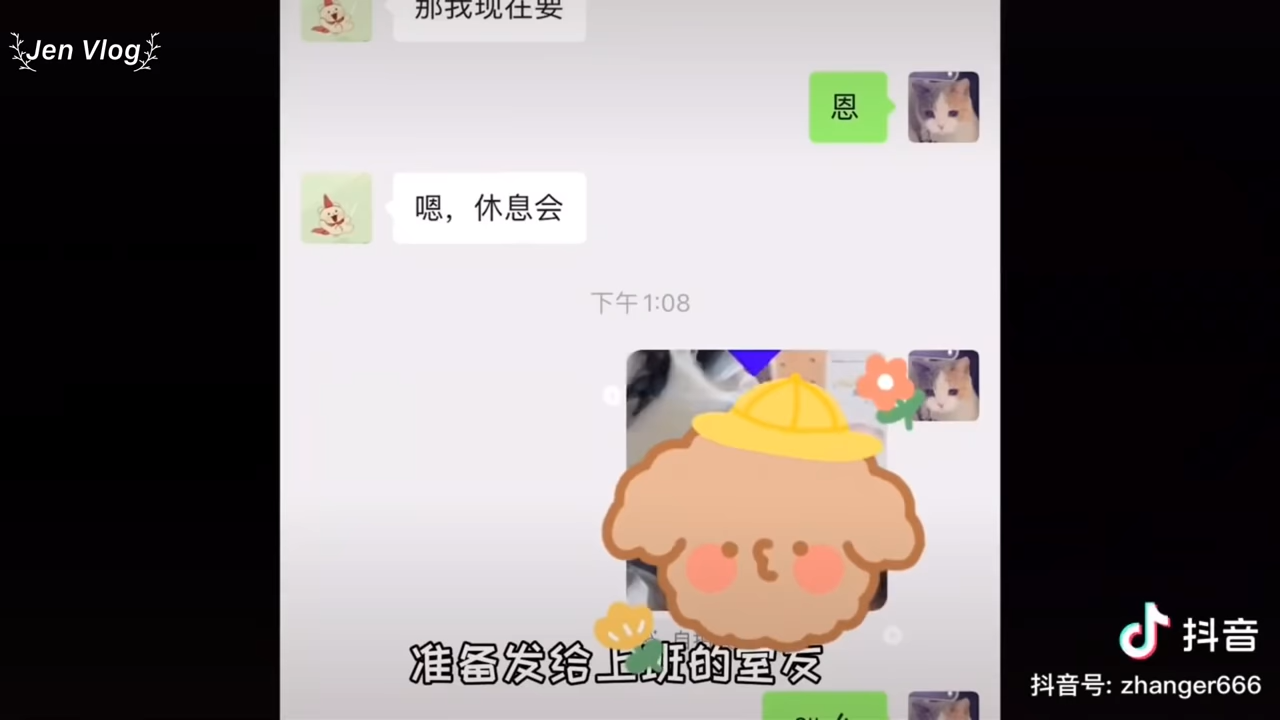 那我现在要
Jen Vlog
恩
嗯，休息会
下午1:08
准备发给上班的室友
抖音
抖音号: zhanger666